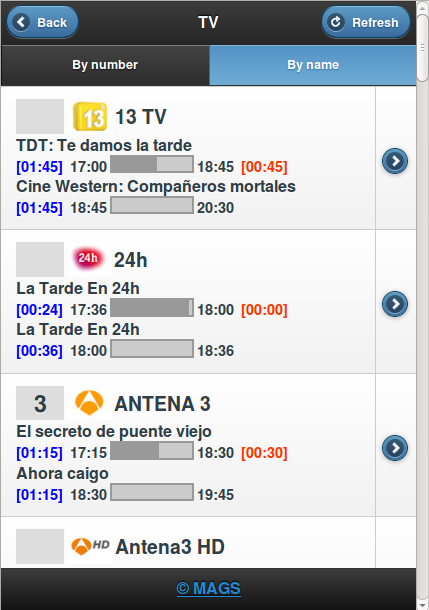 Back
TV
Refresh
By number
By name
13
13 TV
TDT: Te damos la tarde
[01:45] 17:00 18:45 [00:45]
Cine Western: Compañeros mortales
[01:45] 18:45 20:30
24h
24h
La Tarde En 24h
[00:24] 17:36 18:00 [00:00]
La Tarde En 24h
[00:36] 18:00 18:36
3
ANTENA 3
El secreto de puente viejo
[01:15] 17:15 18:30 [00:30]
Ahora caigo
[01:15] 18:30 19:45
HD
Antena3 HD
© MAGS